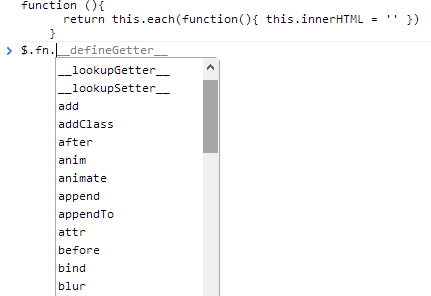 function (){
return this.each(function(){ this.innerHTML = '' })
}
> $.fn.__defineGetter__
__lookupGetter__
__lookupSetter__
add
addClass
after
anim
animate
append
appendTo
attr
before
bind
blur